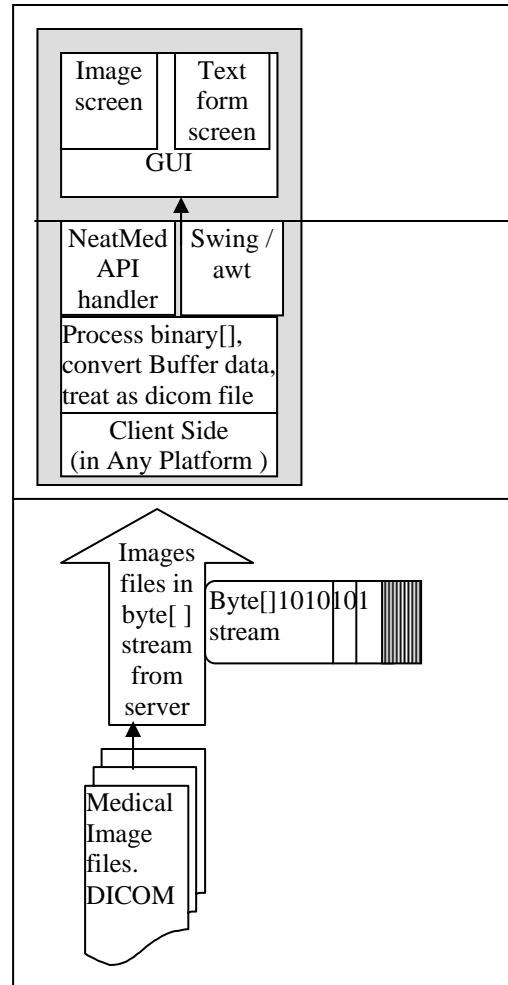 Image
screen
Text
form
screen
GUI
NeatMed
API
handler
Swing /
awt
Process binary[],
convert Buffer data,
treat as dicom file
Client Side
(in Any Platform )
Images
files in
byte[ ]
stream
from
server
Byte[]1010101
stream
Medical
Image
files.
DICOM